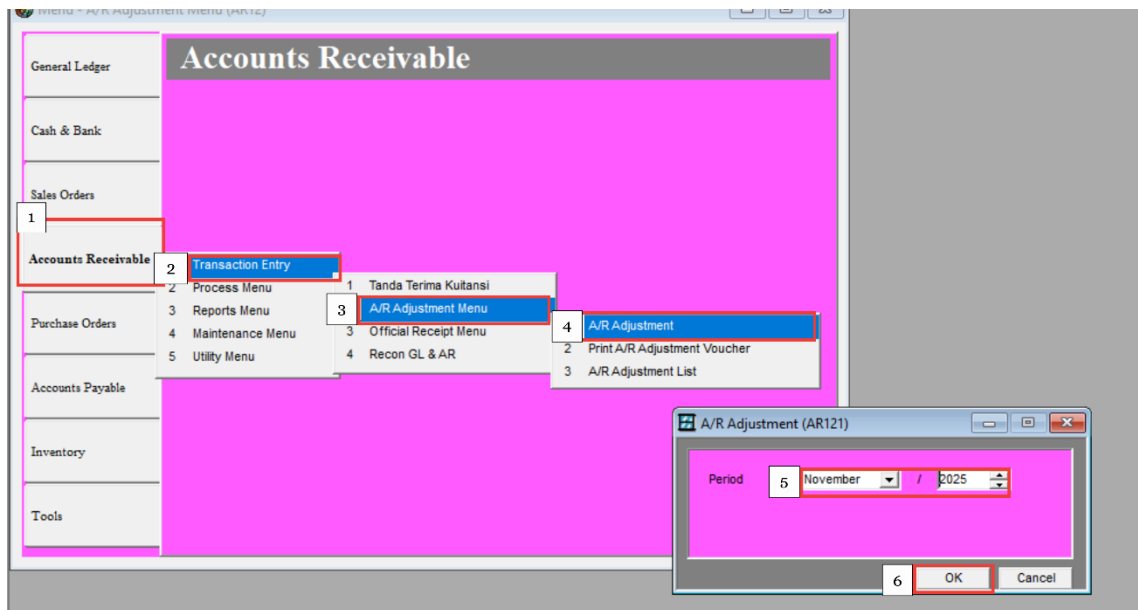 Menu - A/R Adjustment Menu (AR12)
Accounts Receivable
General Ledger
Cash & Bank
Sales Orders
1
Accounts Receivable
Purchase Orders
Accounts Payable
Inventory
Tools
2 Transaction Entry
2 Process Menu
3 Reports Menu
4 Maintenance Menu
5 Utility Menu
1 Tanda Terima Kuitansi
3 A/R Adjustment Menu
3 Official Receipt Menu
4 Recon GL & AR
4 A/R Adjustment
2 Print A/R Adjustment Voucher
3 A/R Adjustment List
A/R Adjustment (AR121)
Period 5 November / 2025
6 OK Cancel